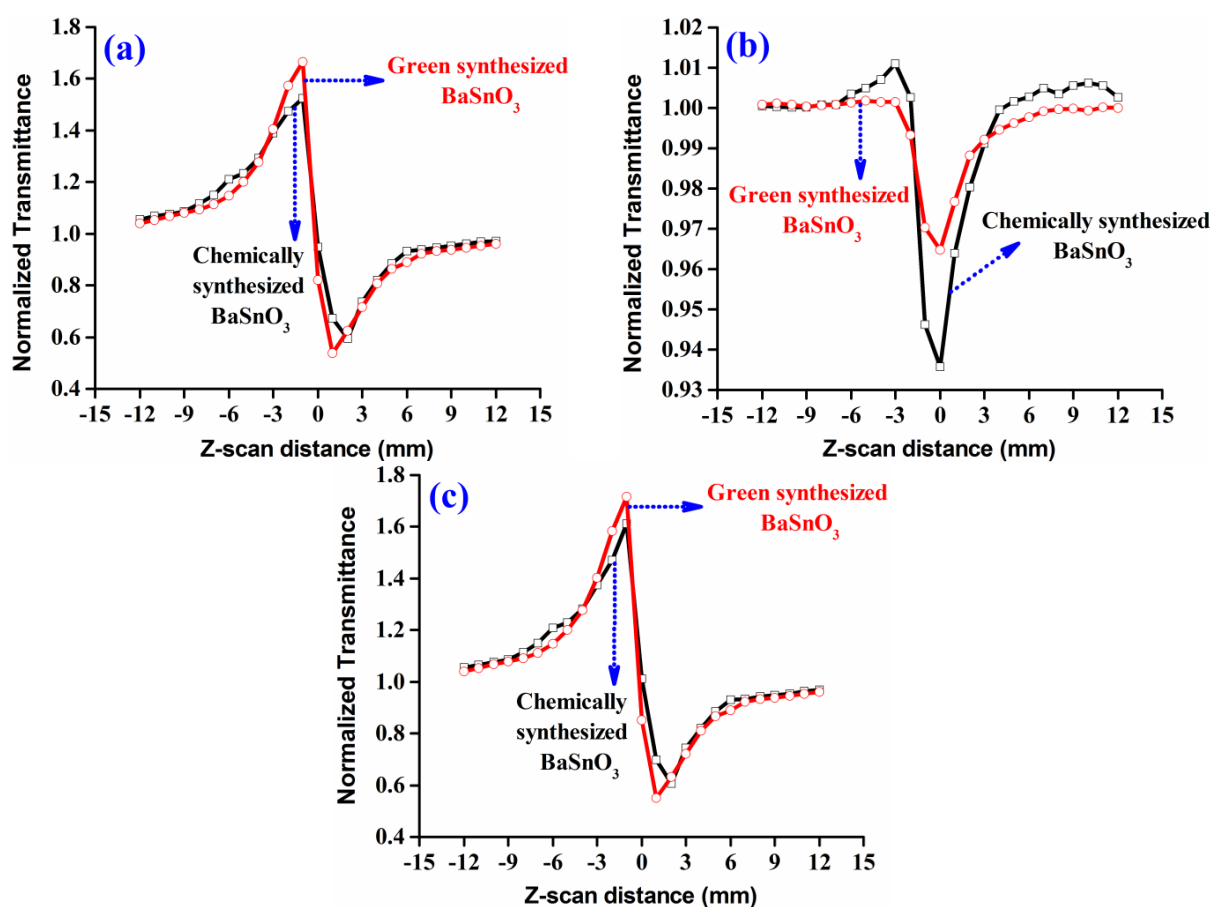 (a)
Normalized Transmittance
1.8
1.6
1.4
1.2
1.0
0.8
0.6
0.4
Green synthesized
BaSnO₃
Chemically
synthesized
BaSnO₃
-15 -12 -9 -6 -3 0 3 6 9 12 15
Z-scan distance (mm)
(b)
Normalized Transmittance
1.02
1.01
1.00
0.99
0.98
0.97
0.96
0.95
0.94
0.93
Green synthesized
BaSnO₃
Chemically synthesized
BaSnO₃
-15 -12 -9 -6 -3 0 3 6 9 12 15
Z-scan distance (mm)
(c)
Normalized Transmittance
1.8
1.6
1.4
1.2
1.0
0.8
0.6
0.4
Green synthesized
BaSnO₃
Chemically
synthesized
BaSnO₃
-15 -12 -9 -6 -3 0 3 6 9 12 15
Z-scan distance (mm)